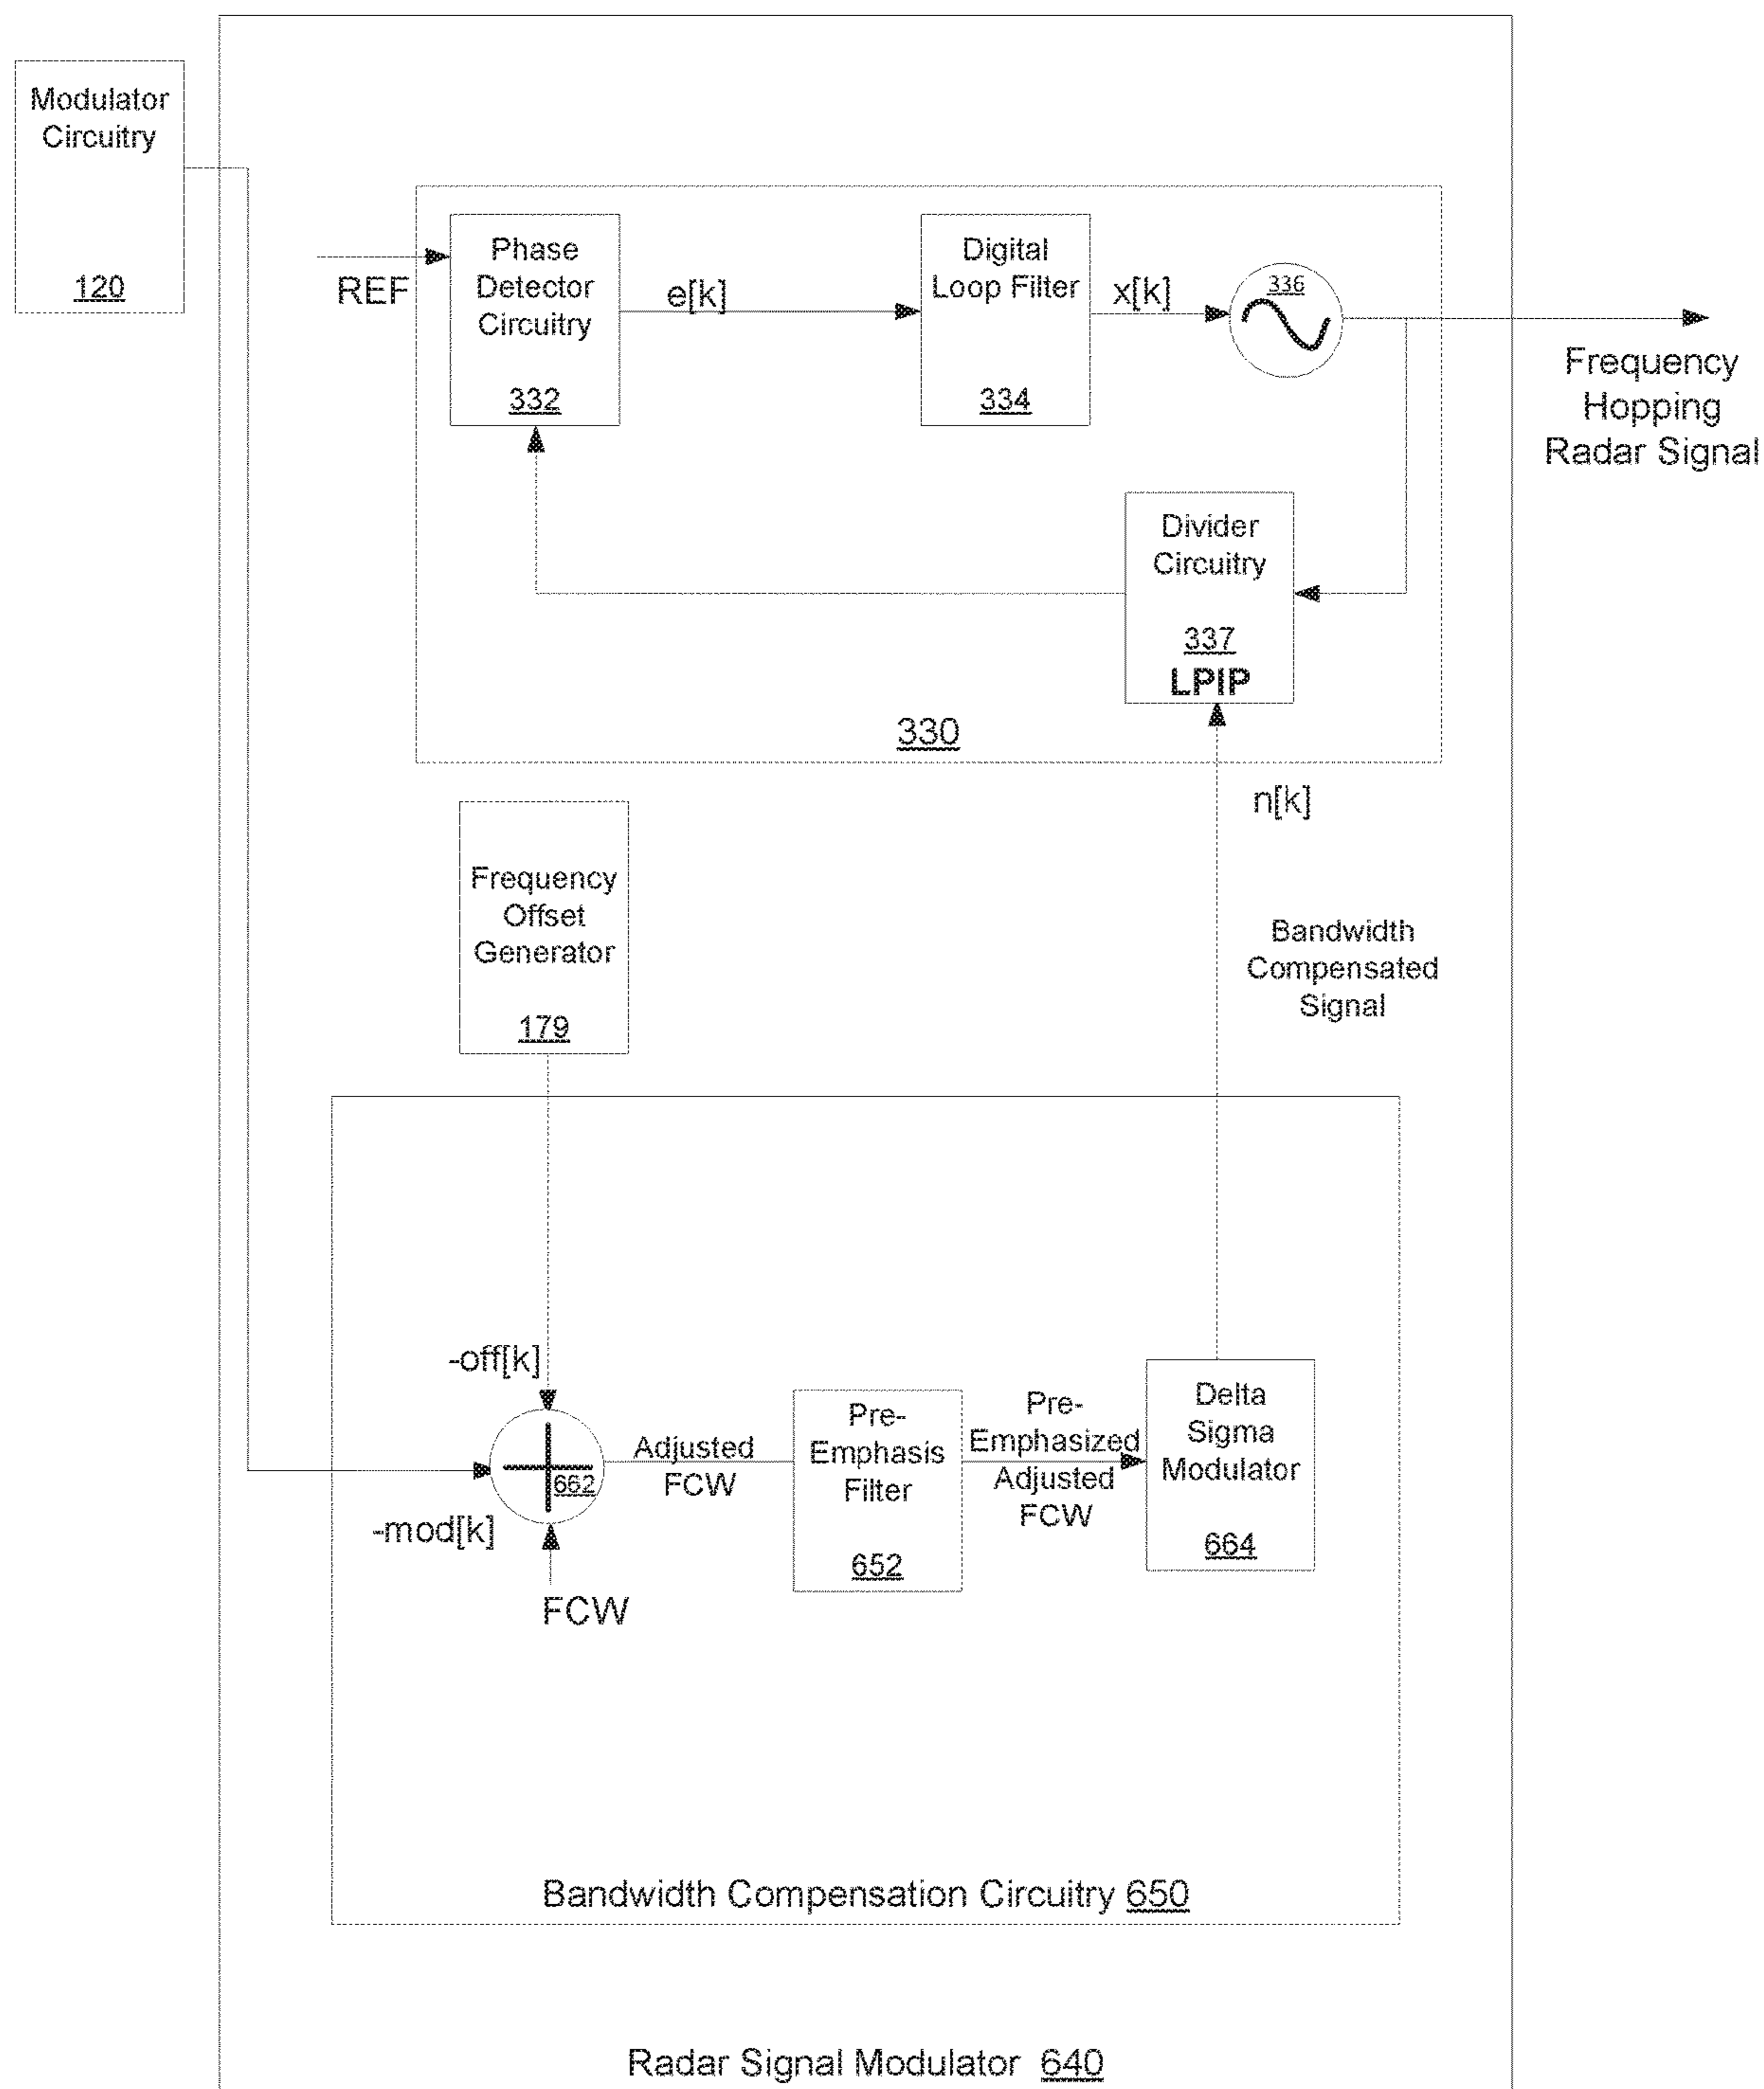 Modulator
Circuitry
120
REF
Phase
Detector
Circuitry
332
e[k]
Digital
Loop Filter
334
x[k]
336
Frequency
Hopping
Radar Signal
Divider
Circuitry
337
LPIP
330
n[k]
Frequency
Offset
Generator
179
Bandwidth
Compensated
Signal
-off[k]
662
-mod[k]
FCW
Adjusted
FCW
Pre-
Emphasis
Filter
652
Pre-
Emphasized
Adjusted
FCW
Delta
Sigma
Modulator
664
Bandwidth Compensation Circuitry 650
Radar Signal Modulator 640